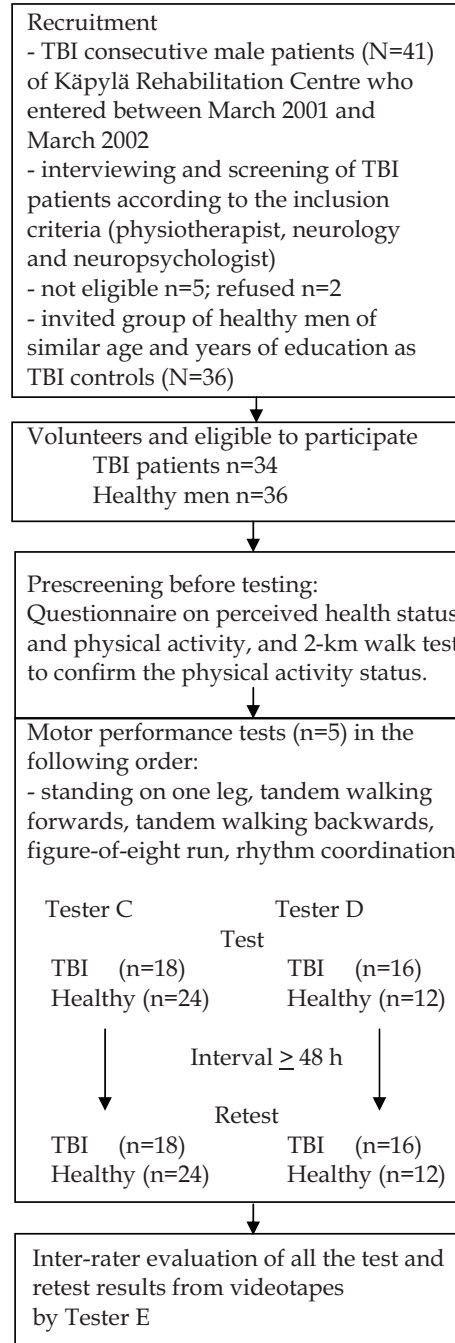 Recruitment
- TBI consecutive male patients (N=41)
of Käpylä Rehabilitation Centre who
entered between March 2001 and
March 2002
- interviewing and screening of TBI
patients according to the inclusion
criteria (physiotherapist, neurology
and neuropsychologist)
- not eligible n=5; refused n=2
- invited group of healthy men of
similar age and years of education as
TBI controls (N=36)
Volunteers and eligible to participate
TBI patients n=34
Healthy men n=36
Prescreening before testing:
Questionnaire on perceived health status
and physical activity, and 2-km walk test
to confirm the physical activity status.
Motor performance tests (n=5) in the
following order:
- standing on one leg, tandem walking
forwards, tandem walking backwards,
figure-of-eight run, rhythm coordination
Tester C Tester D
Test
TBI (n=18) TBI (n=16)
Healthy (n=24) Healthy (n=12)
Interval ≥ 48 h
Retest
TBI (n=18) TBI (n=16)
Healthy (n=24) Healthy (n=12)
Inter-rater evaluation of all the test and
retest results from videotapes
by Tester E